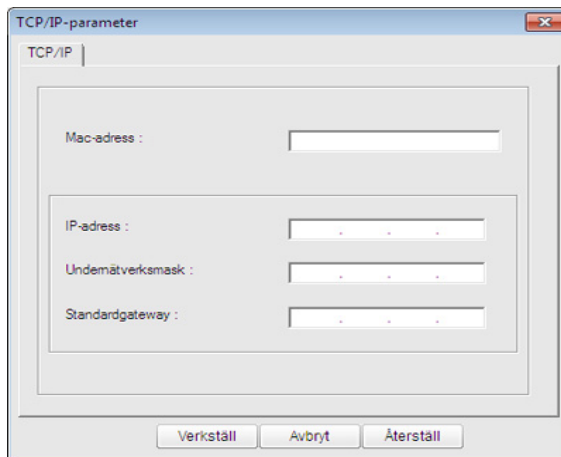 TCP/IP-parameter
TCP/IP
Mac-adress :
IP-adress :
Undernätverksmask :
Standardgateway :
Verkställ Avbryt Återställ